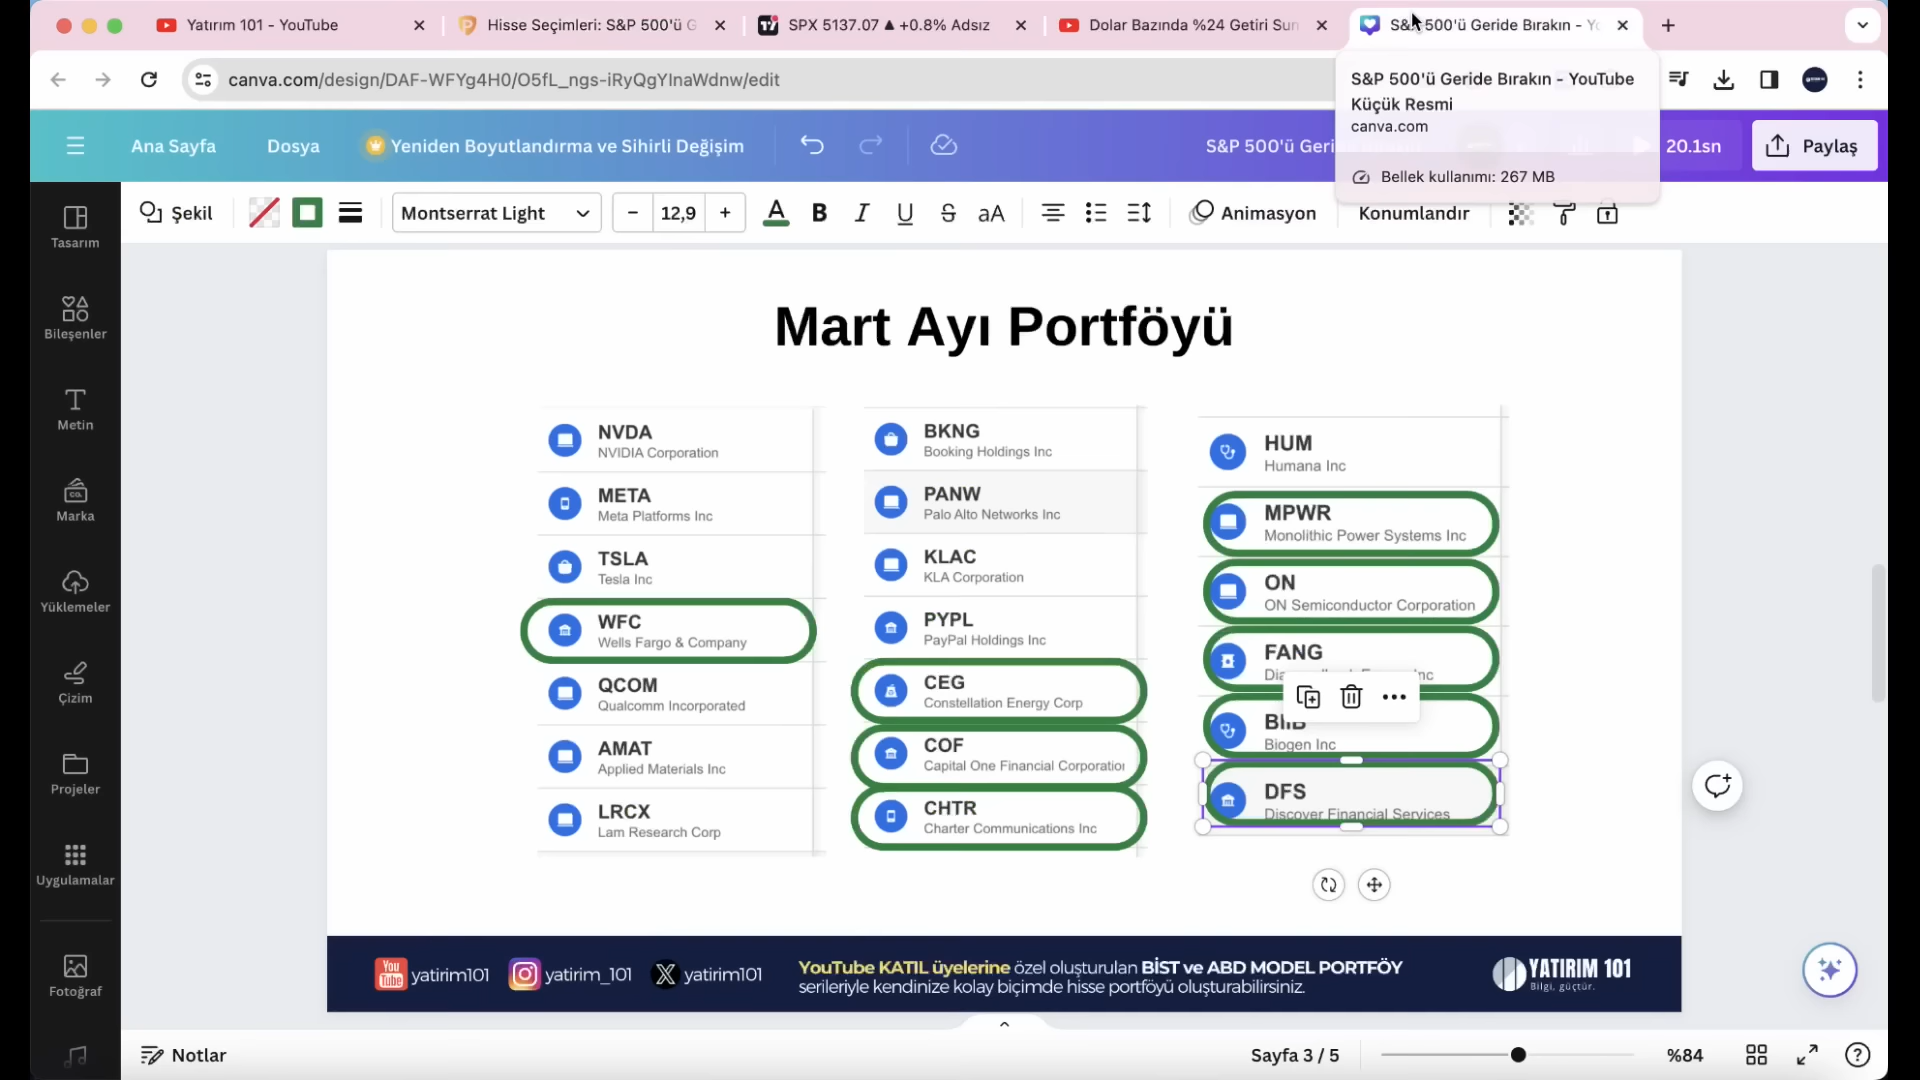 Yatırım 101 - YouTube
Hisse Seçimleri: S&P 500'ü G
SPX 5137.07 ▲ +0.8% Adsız
Dolar Bazında %24 Getiri Sun
S&P 500'ü Geride Bırakın - Yo
canva.com/design/DAF-WFYg4H0/O5fL_ngs-iRyQgYInaWdnw/edit
S&P 500'ü Geride Bırakın - YouTube
Küçük Resmi
canva.com
Bellek kullanımı: 267 MB
Ana Sayfa
Dosya
Yeniden Boyutlandırma ve Sihirli Değişim
S&P 500'ü Geri
20.1sn
Paylaş
Şekil
Montserrat Light
12,9
A
B
I
U
S
aA
Animasyon
Konumlandır
Tasarım
Bileşenler
Metin
Marka
Yüklemeler
Çizim
Projeler
Uygulamalar
Fotoğraf
Mart Ayı Portföyü
NVDA
NVIDIA Corporation
META
Meta Platforms Inc
TSLA
Tesla Inc
WFC
Wells Fargo & Company
QCOM
Qualcomm Incorporated
AMAT
Applied Materials Inc
LRCX
Lam Research Corp
BKNG
Booking Holdings Inc
PANW
Palo Alto Networks Inc
KLAC
KLA Corporation
PYPL
PayPal Holdings Inc
CEG
Constellation Energy Corp
COF
Capital One Financial Corporation
CHTR
Charter Communications Inc
HUM
Humana Inc
MPWR
Monolithic Power Systems Inc
ON
ON Semiconductor Corporation
FANG
BIIB
Biogen Inc
DFS
Discover Financial Services
You Tube yatirim101
yatirim_101
yatirim101
YouTube KATIL üyelerine özel oluşturulan BİST ve ABD MODEL PORTFÖY
serileriyle kendinize kolay biçimde hisse portföyü oluşturabilirsiniz.
YATIRIM 101
Bilgi, güçtür.
Notlar
Sayfa 3 / 5
%84